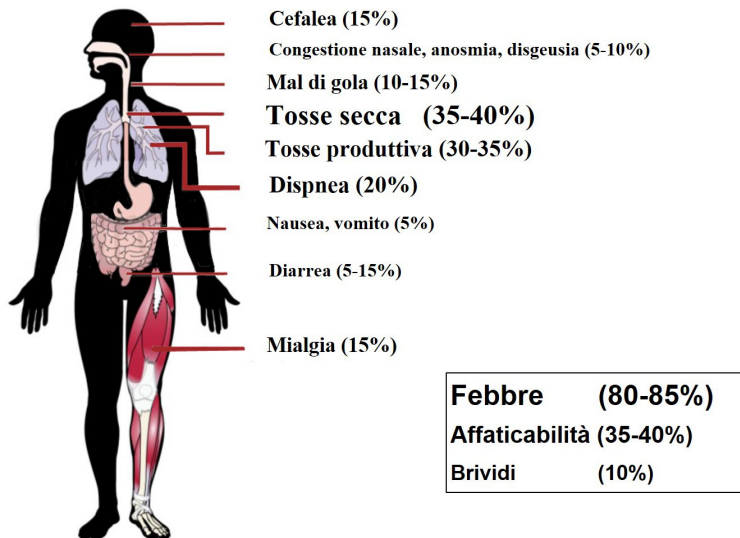 Cefalea (15%)
Congestione nasale, anosmia, disgeusia (5-10%)
Mal di gola (10-15%)
Tosse secca (35-40%)
Tosse produttiva (30-35%)
Dispnea (20%)
Nausea, vomito (5%)
Diarrea (5-15%)
Mialgia (15%)
Febbre (80-85%)
Affaticabilità (35-40%)
Brividi (10%)